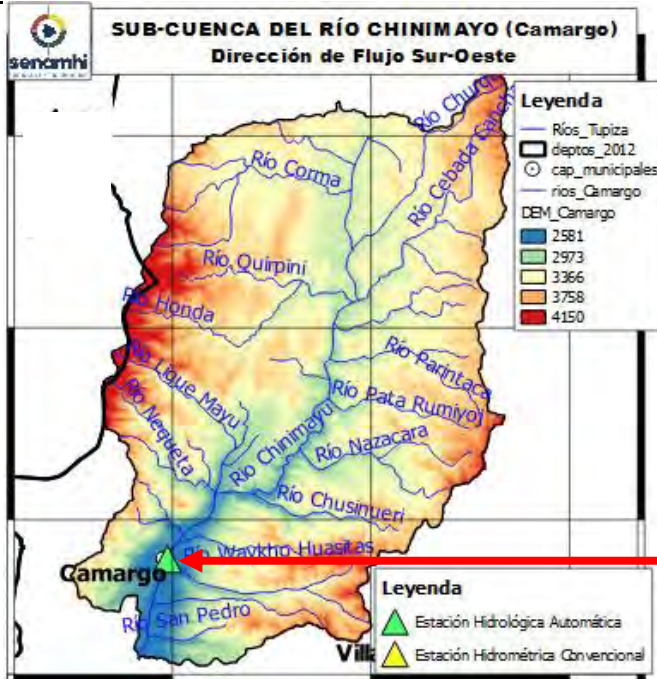 SUB-CUENCA DEL RÍO CHINIMAYO (Camargo)
Dirección de Flujo Sur-Oeste
senamhi
Leyenda
Ríos_Tupiza
deptos_2012
cap_municipales
rios_Camargo
DEM_Camargo
2581
2973
3366
3758
4150
Río Corma
Río Cebada Cancha
Río Quirpini
Río Honda
Río Parintaca
Río Lique Mayu
Río Pata Rumiyoj
Río Nequeta
Río Chinimayu
Río Nazacara
Río Chusinueri
Río Waykho Huasitas
Camargo
Río San Pedro
Leyenda
Estación Hidrológica Automática
Estación Hidrométrica Convencional